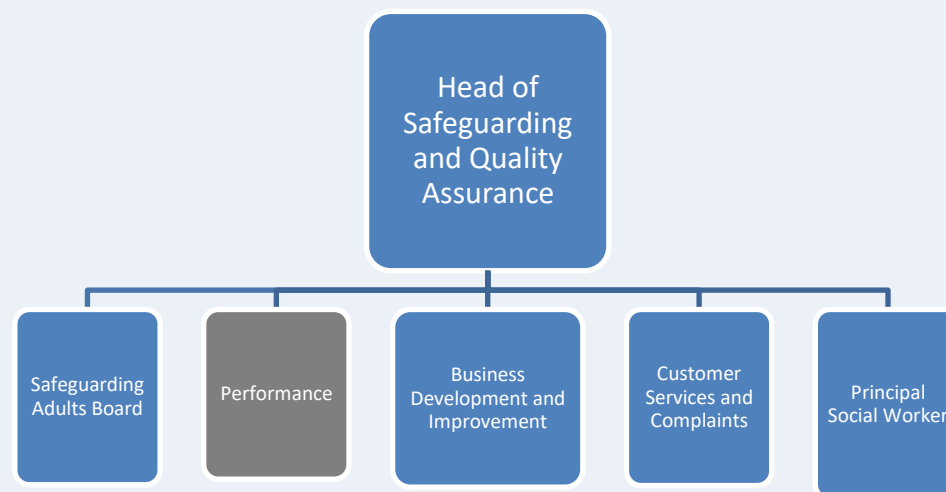 Head of
Safeguarding
and Quality
Assurance
Safeguarding
Adults Board
Performance
Business
Development and
Improvement
Customer
Services and
Complaints
Principal
Social Worker